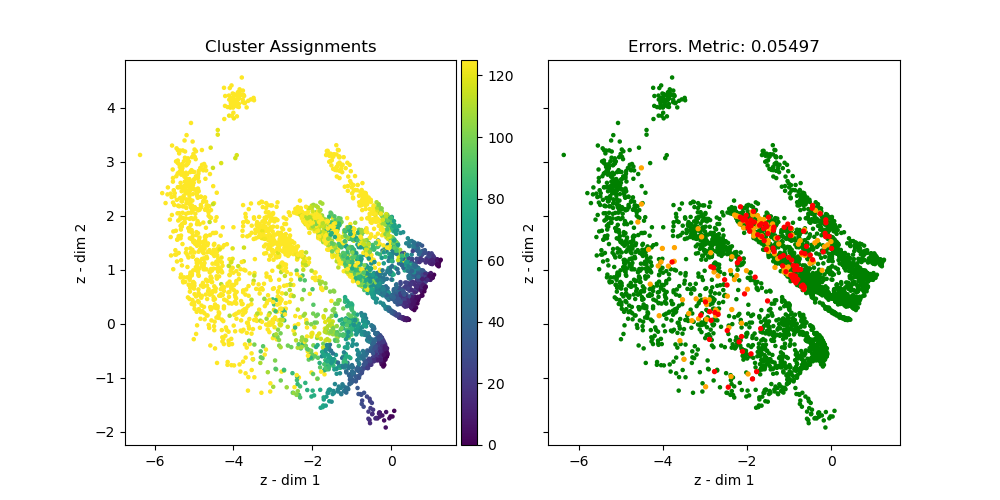 Cluster Assignments
Errors. Metric: 0.05497
120
100
80
60
40
20
0
4
3
2
1
0
−1
−2
z - dim 2
z - dim 2
−6 −4 −2 0
−6 −4 −2 0
z - dim 1
z - dim 1